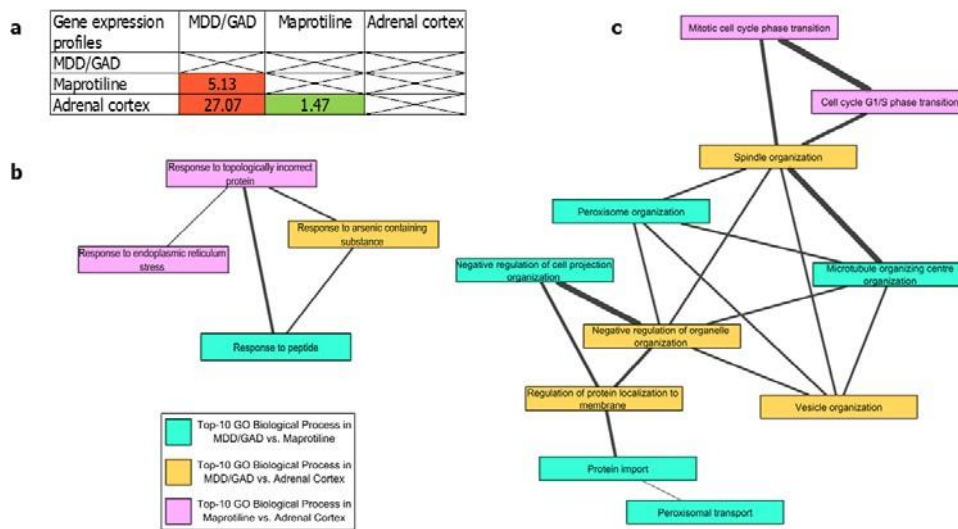 a
Gene expression profiles MDD/GAD Maprotiline Adrenal cortex
MDD/GAD
Maprotiline 5.13
Adrenal cortex 27.07 1.47
b
Response to topologically incorrect
protein
Response to arsenic containing
substance
Response to endoplasmic reticulum
stress
Response to peptide
Top-10 GO Biological Process in
MDD/GAD vs. Maprotiline
Top-10 GO Biological Process in
MDD/GAD vs. Adrenal Cortex
Top-10 GO Biological Process in
Maprotiline vs. Adrenal Cortex
c
Mitotic cell cycle phase transition
Cell cycle G1/S phase transition
Spindle organization
Peroxisome organization
Negative regulation of cell projection
organization
Microtubule organizing centre
organization
Negative regulation of organelle
organization
Regulation of protein localization to
membrane
Vesicle organization
Protein import
Peroxisomal transport